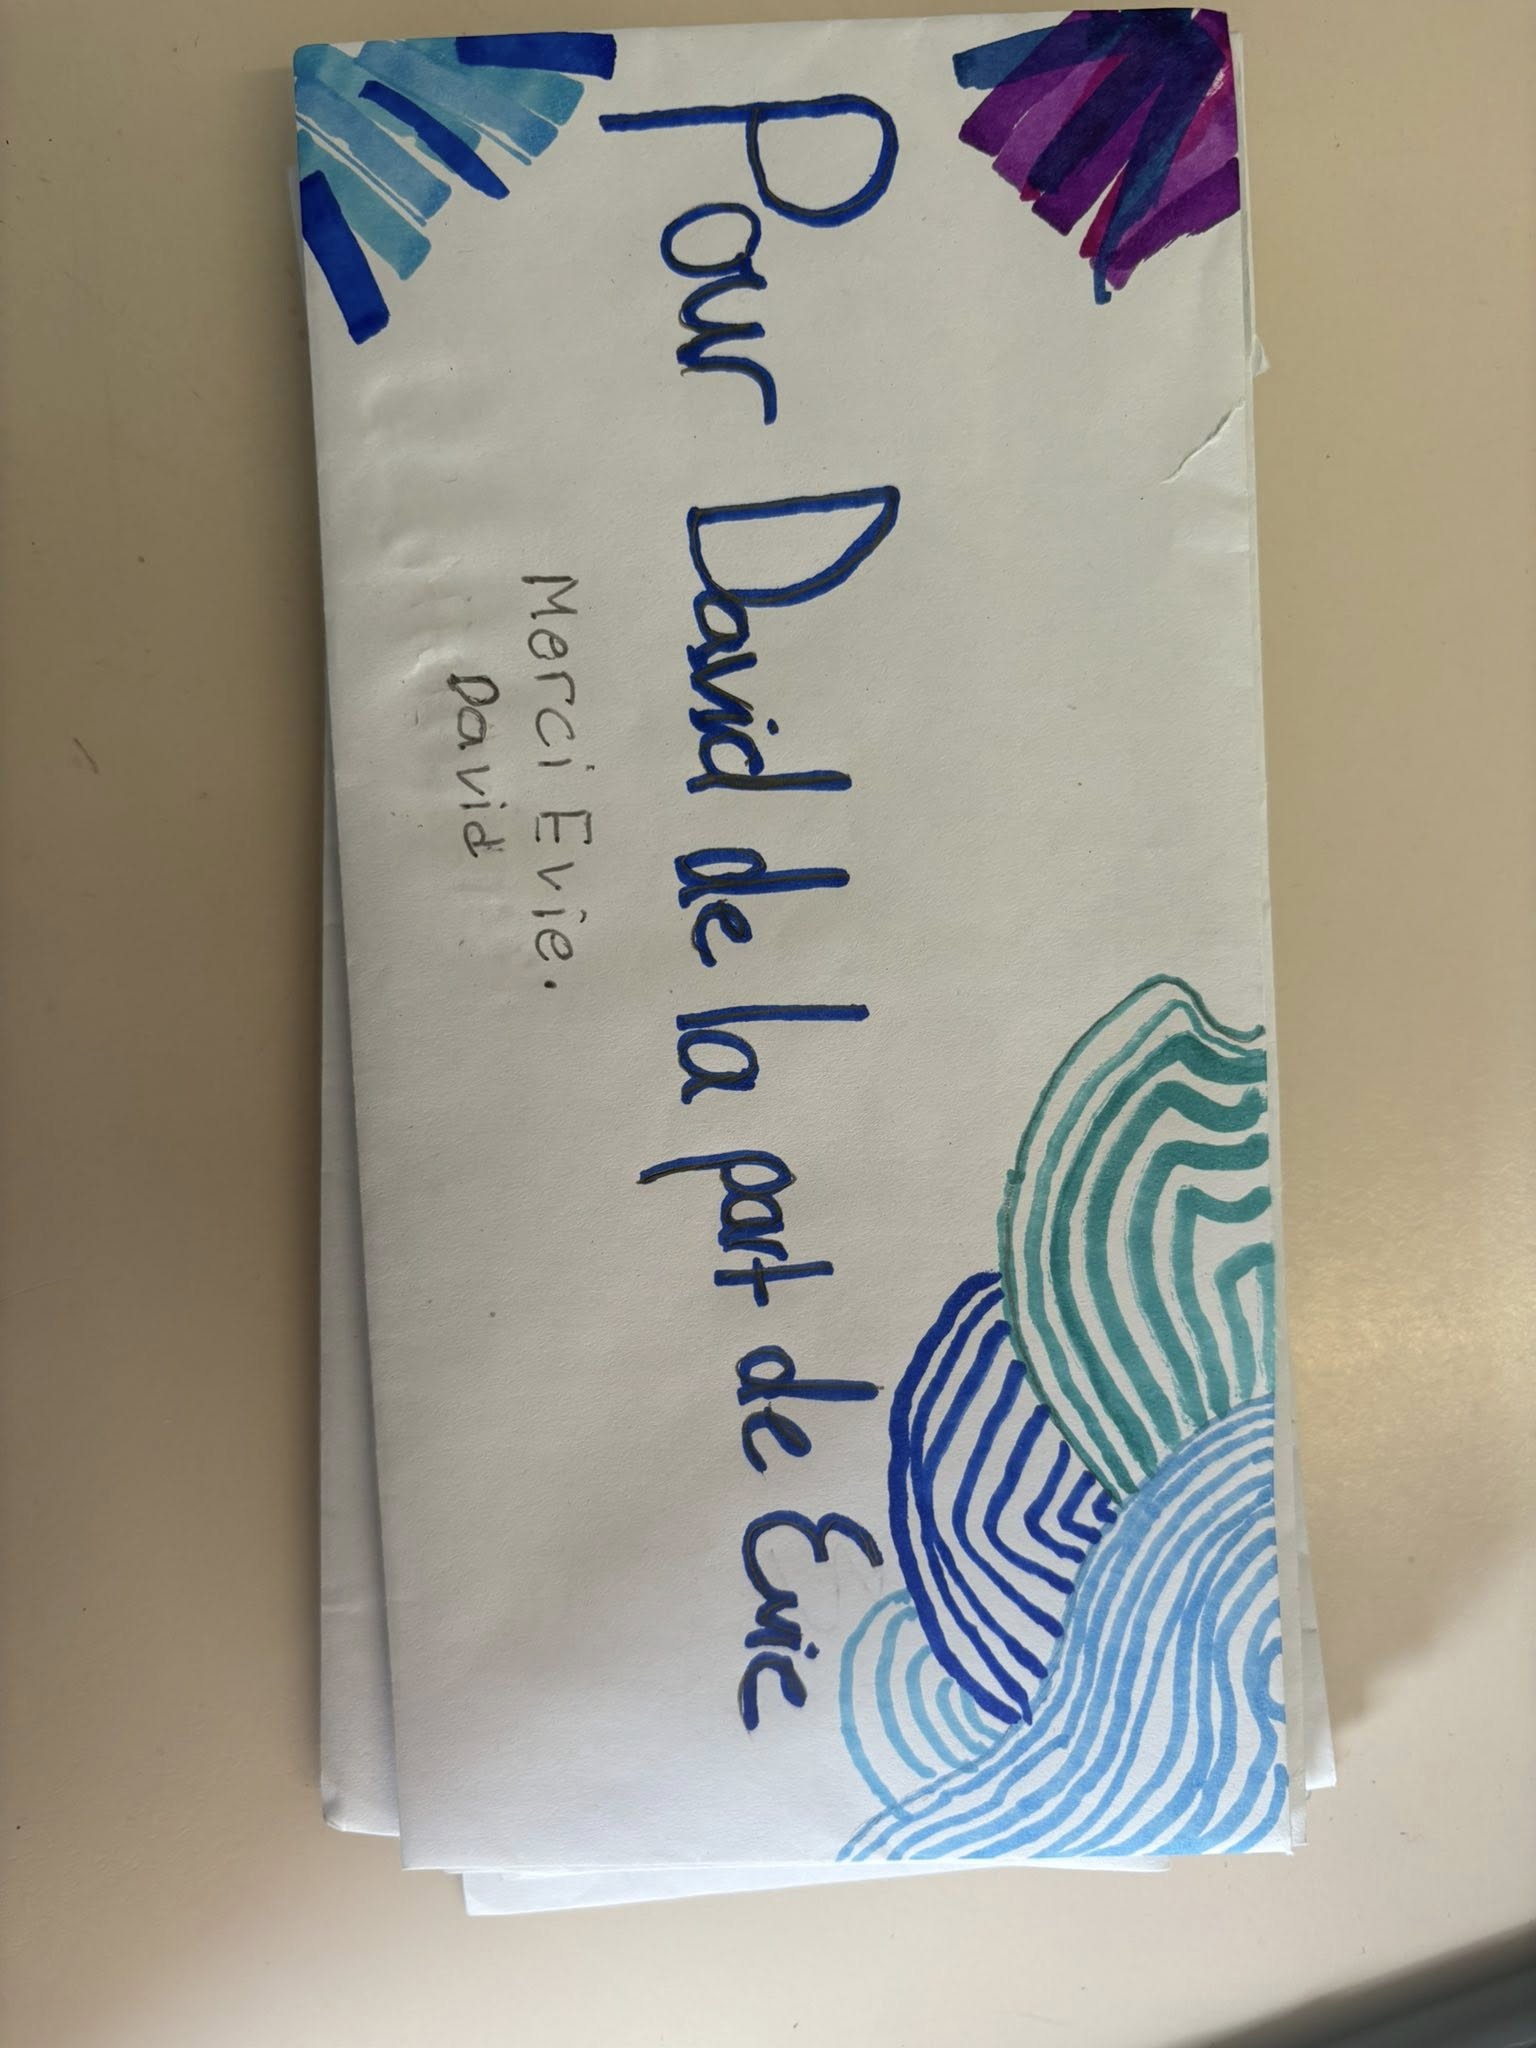 Pour David de la part de Evie
Merci Evie.
David